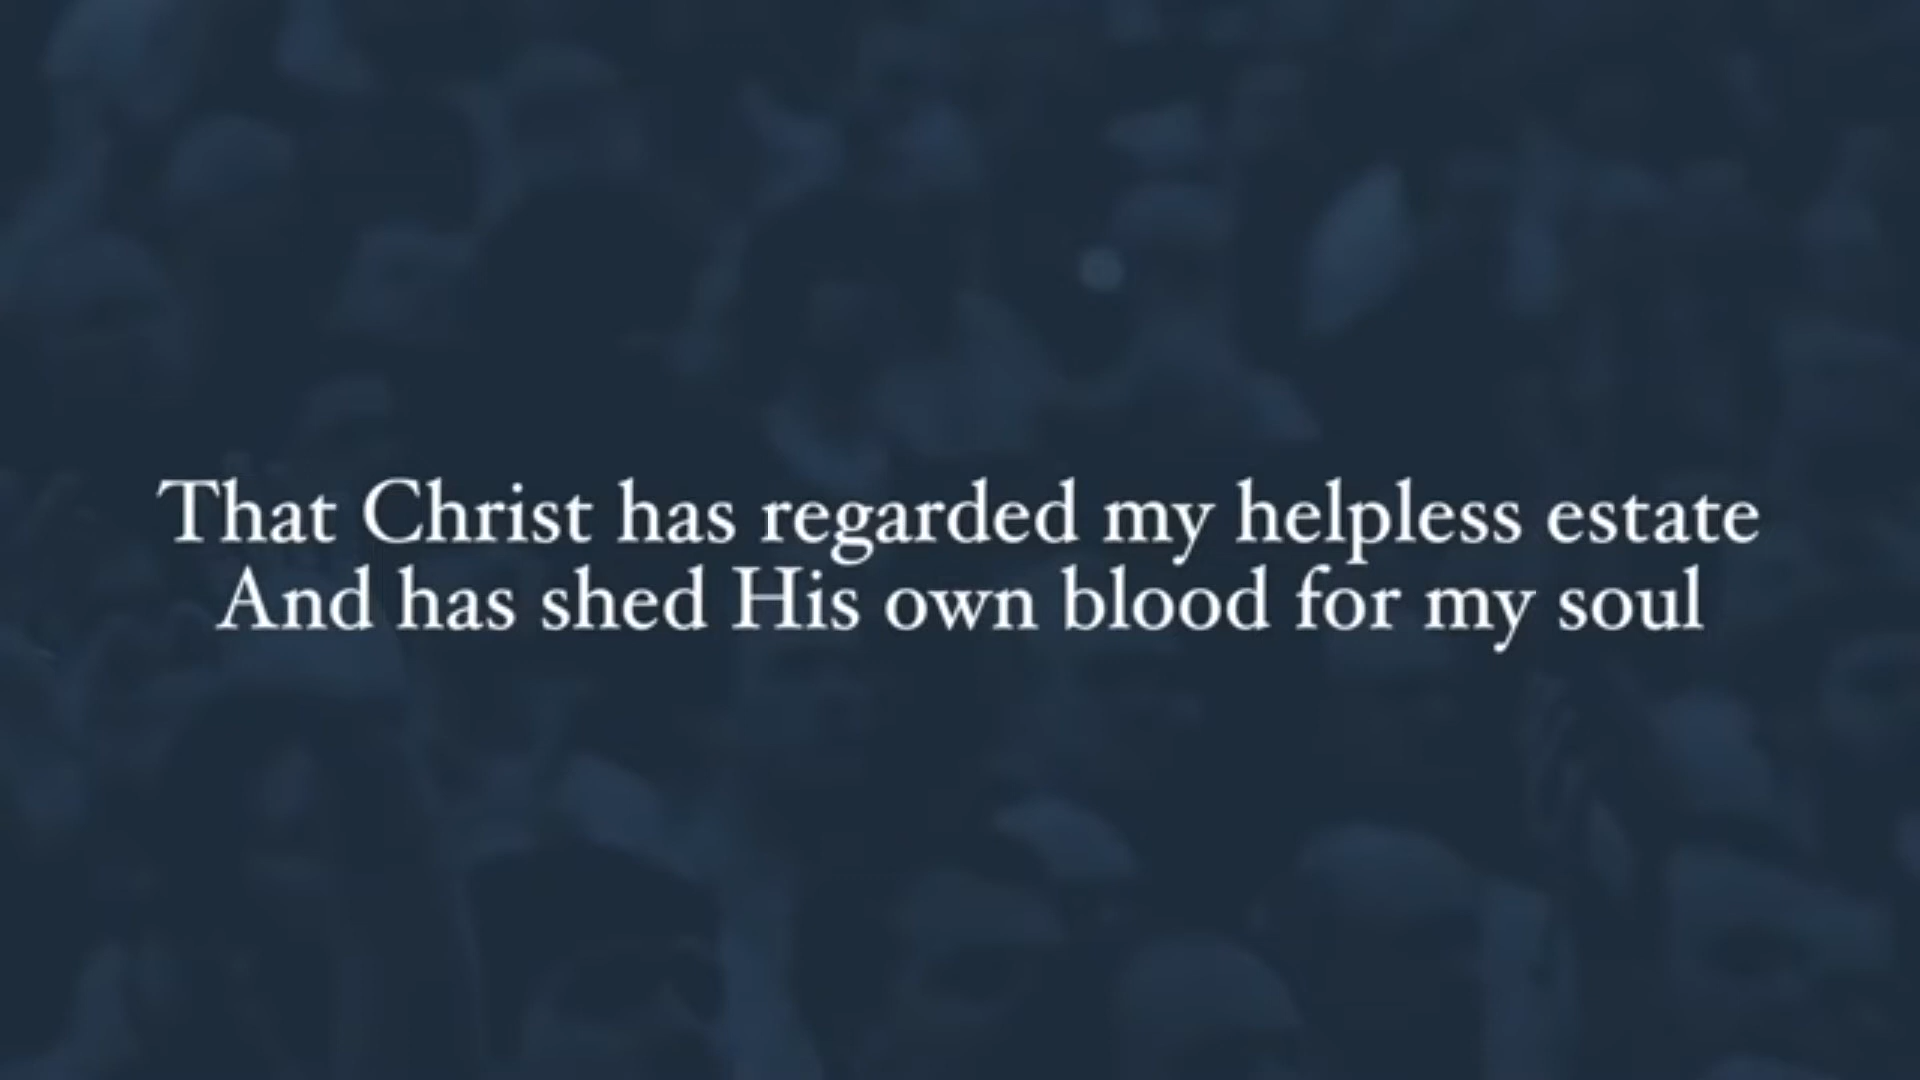 That Christ has regarded my helpless estate
And has shed His own blood for my soul